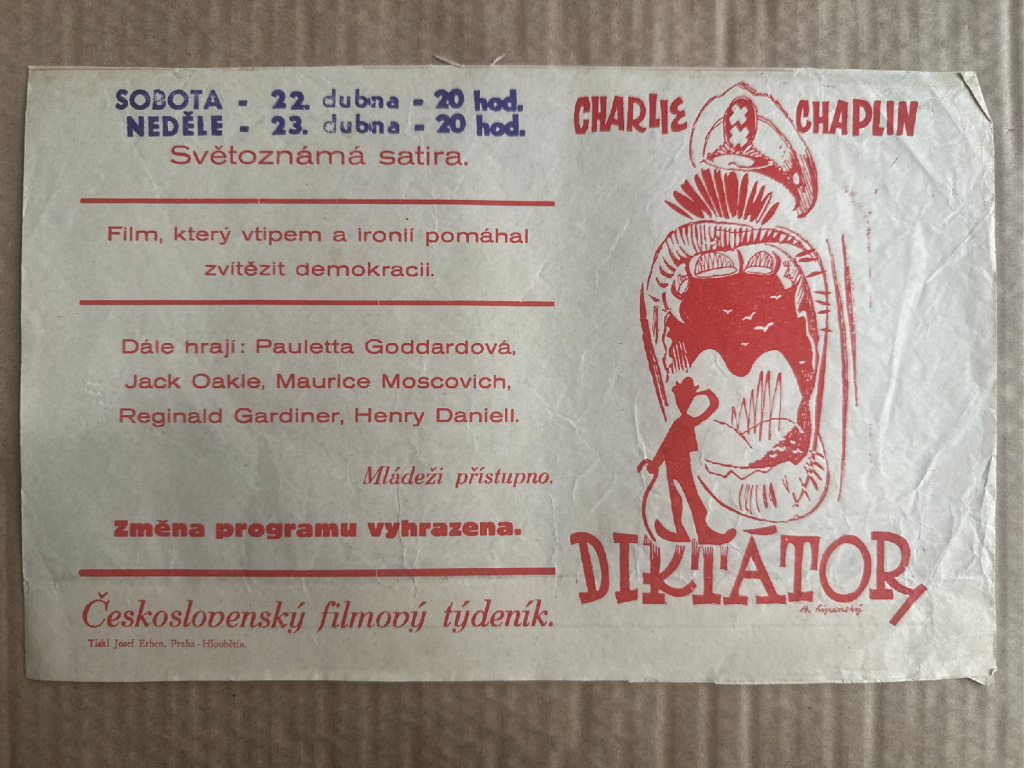 SOBOTA - 22. dubna - 20 hod.
NEDĚLE - 23. dubna - 20 hod.
Světoznámá satira.
Film, který vtipem a ironií pomáhal
zvítězit demokracii.
Dále hrají: Pauletta Goddardová,
Jack Oakie, Maurice Moscovich,
Reginald Gardiner, Henry Daniell.
Mládeži přístupno.
Změna programu vyhrazena.
Československý filmový týdeník.
Tiskl Josef Erben, Praha-Hloubětín.
CHARLIE CHAPLIN
DIKTÁTOR